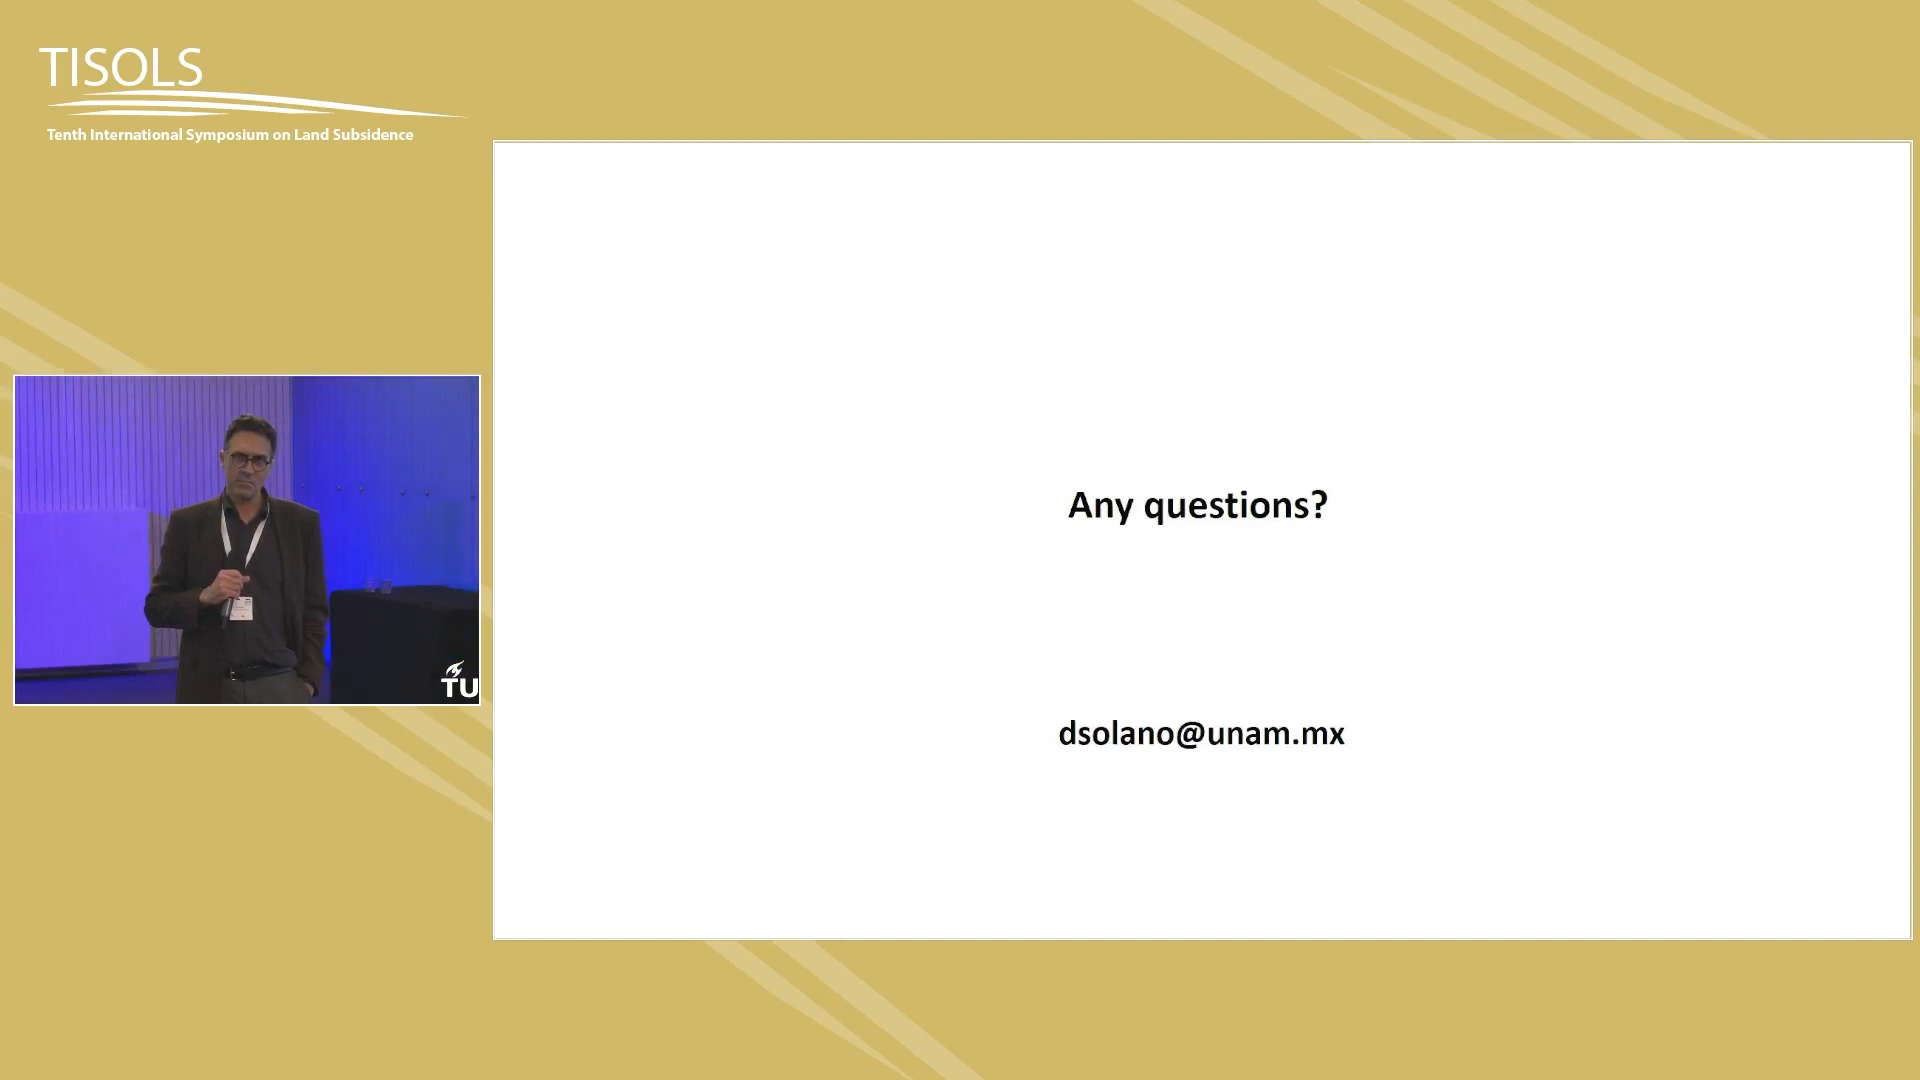 TISOLS
Tenth International Symposium on Land Subsidence
Any questions?
dsolano@unam.mx
TU